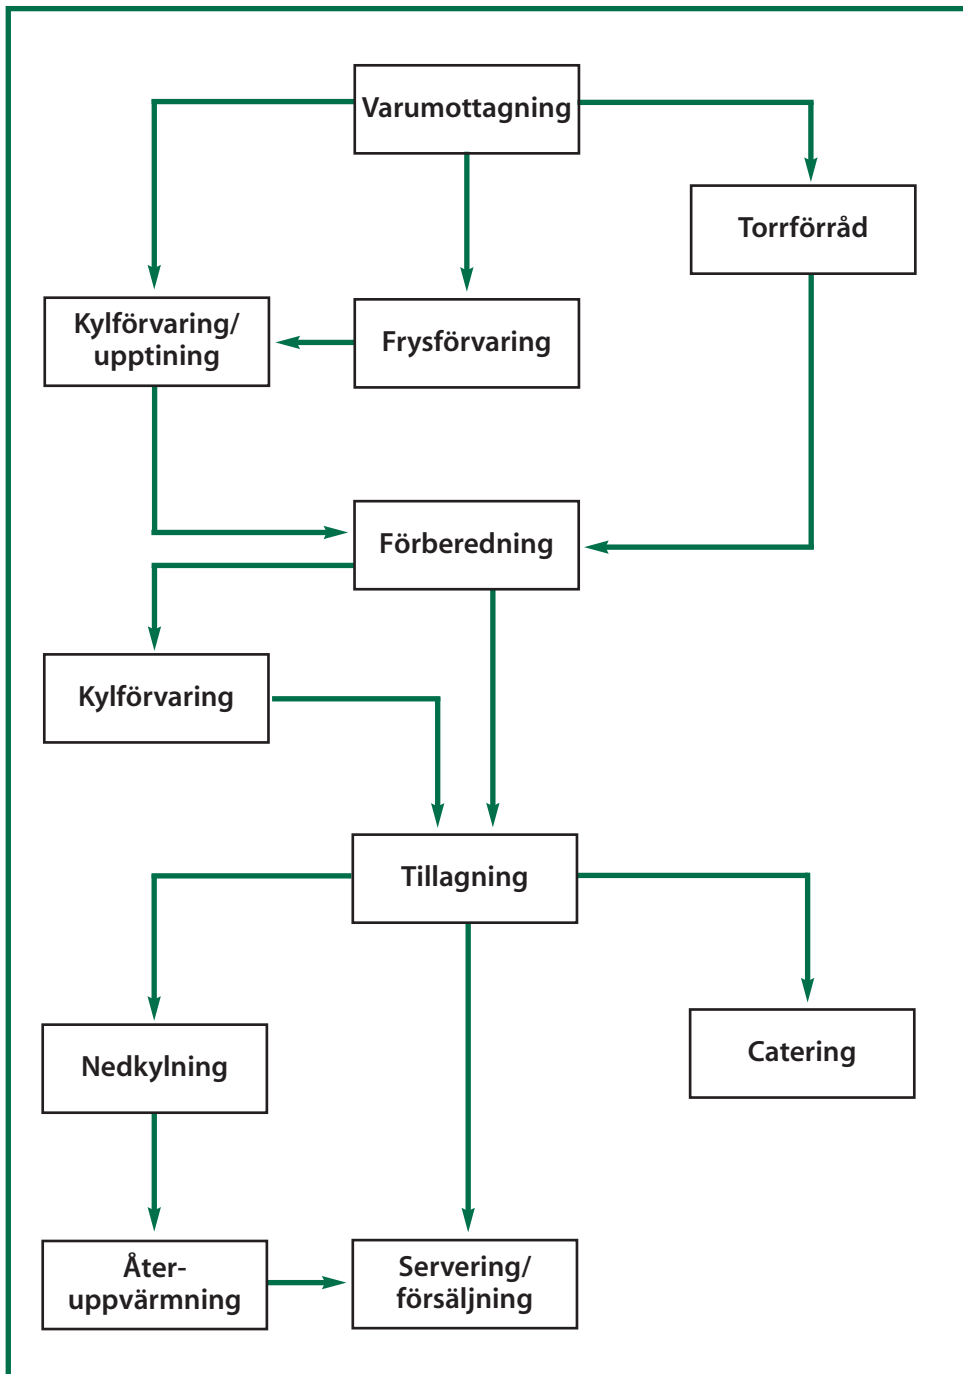 Varumottagning
Torrförråd
Kylförvaring/
upptining
Frysförvaring
Förberedning
Kylförvaring
Tillagning
Nedkylning
Catering
Åter-
uppvärmning
Servering/
försäljning